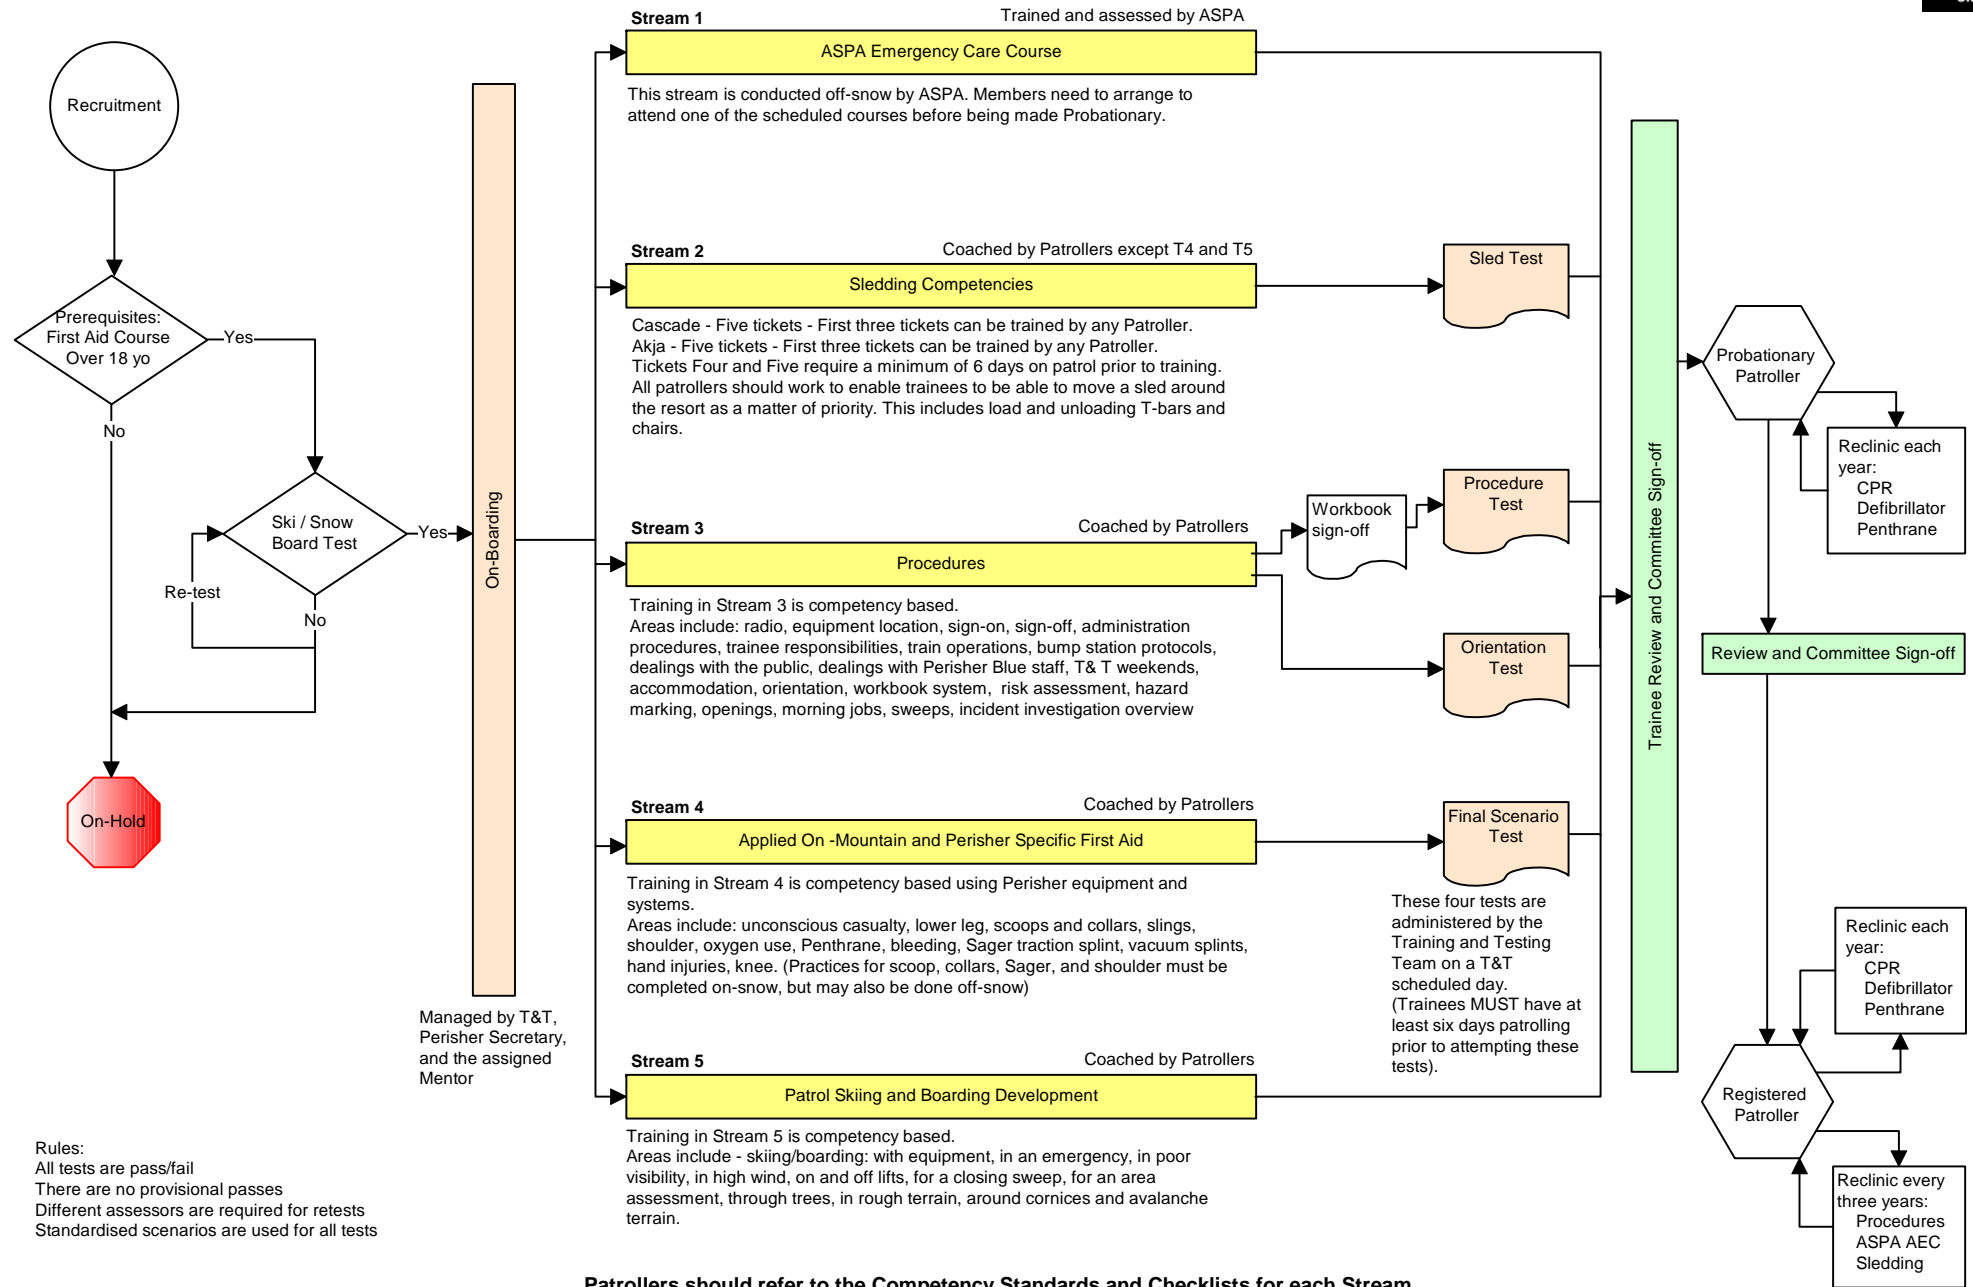 Recruitment
Prerequisites:
First Aid Course
Over 18 yo
Yes
No
Ski / Snow
Board Test
Yes
Re-test
No
On-Hold
On-Boarding
Managed by T&T,
Perisher Secretary,
and the assigned
Mentor
Rules:
All tests are pass/fail
There are no provisional passes
Different assessors are required for retests
Standardised scenarios are used for all tests
Stream 1
Trained and assessed by ASPA
ASPA Emergency Care Course
This stream is conducted off-snow by ASPA. Members need to arrange to
attend one of the scheduled courses before being made Probationary.
Stream 2
Coached by Patrollers except T4 and T5
Sledding Competencies
Cascade - Five tickets - First three tickets can be trained by any Patroller.
Akja - Five tickets - First three tickets can be trained by any Patroller.
Tickets Four and Five require a minimum of 6 days on patrol prior to training.
All patrollers should work to enable trainees to be able to move a sled around
the resort as a matter of priority. This includes load and unloading T-bars and
chairs.
Sled Test
Stream 3
Coached by Patrollers
Procedures
Training in Stream 3 is competency based.
Areas include: radio, equipment location, sign-on, sign-off, administration
procedures, trainee responsibilities, train operations, bump station protocols,
dealings with the public, dealings with Perisher Blue staff, T& T weekends,
accommodation, orientation, workbook system, risk assessment, hazard
marking, openings, morning jobs, sweeps, incident investigation overview
Workbook
sign-off
Procedure
Test
Orientation
Test
Stream 4
Coached by Patrollers
Applied On -Mountain and Perisher Specific First Aid
Training in Stream 4 is competency based using Perisher equipment and
systems.
Areas include: unconscious casualty, lower leg, scoops and collars, slings,
shoulder, oxygen use, Penthrane, bleeding, Sager traction splint, vacuum splints,
hand injuries, knee. (Practices for scoop, collars, Sager, and shoulder must be
completed on-snow, but may also be done off-snow)
Final Scenario
Test
These four tests are
administered by the
Training and Testing
Team on a T&T
scheduled day.
(Trainees MUST have at
least six days patrolling
prior to attempting these
tests).
Stream 5
Coached by Patrollers
Patrol Skiing and Boarding Development
Training in Stream 5 is competency based.
Areas include - skiing/boarding: with equipment, in an emergency, in poor
visibility, in high wind, on and off lifts, for a closing sweep, for an area
assessment, through trees, in rough terrain, around cornices and avalanche
terrain.
Trainee Review and Committee Sign-off
Probationary
Patroller
Reclinic each
year:
CPR
Defibrillator
Penthrane
Review and Committee Sign-off
Reclinic each
year:
CPR
Defibrillator
Penthrane
Registered
Patroller
Reclinic every
three years:
Procedures
ASPA AEC
Sledding
Patrollers should refer to the Competency Standards and Checklists for each Stream